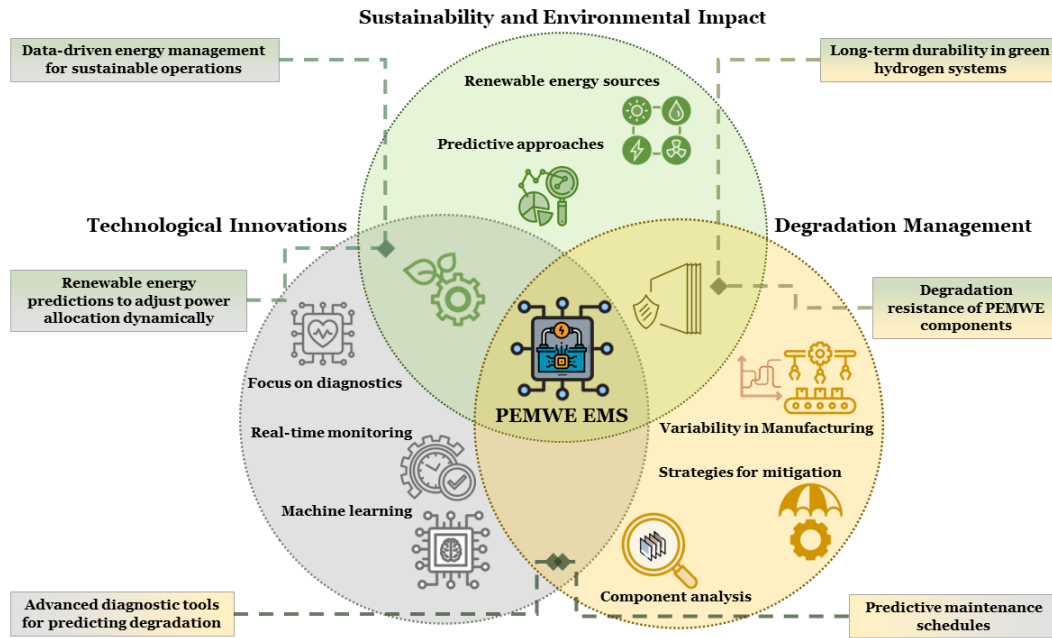 Sustainability and Environmental Impact
Data-driven energy management
for sustainable operations
Long-term durability in green
hydrogen systems
Renewable energy sources
Predictive approaches
Technological Innovations
Degradation Management
Renewable energy
predictions to adjust power
allocation dynamically
Degradation
resistance of PEMWE
components
Focus on diagnostics
PEMWE EMS
Variability in Manufacturing
Real-time monitoring
Strategies for mitigation
Machine learning
Component analysis
Advanced diagnostic tools
for predicting degradation
Predictive maintenance
schedules